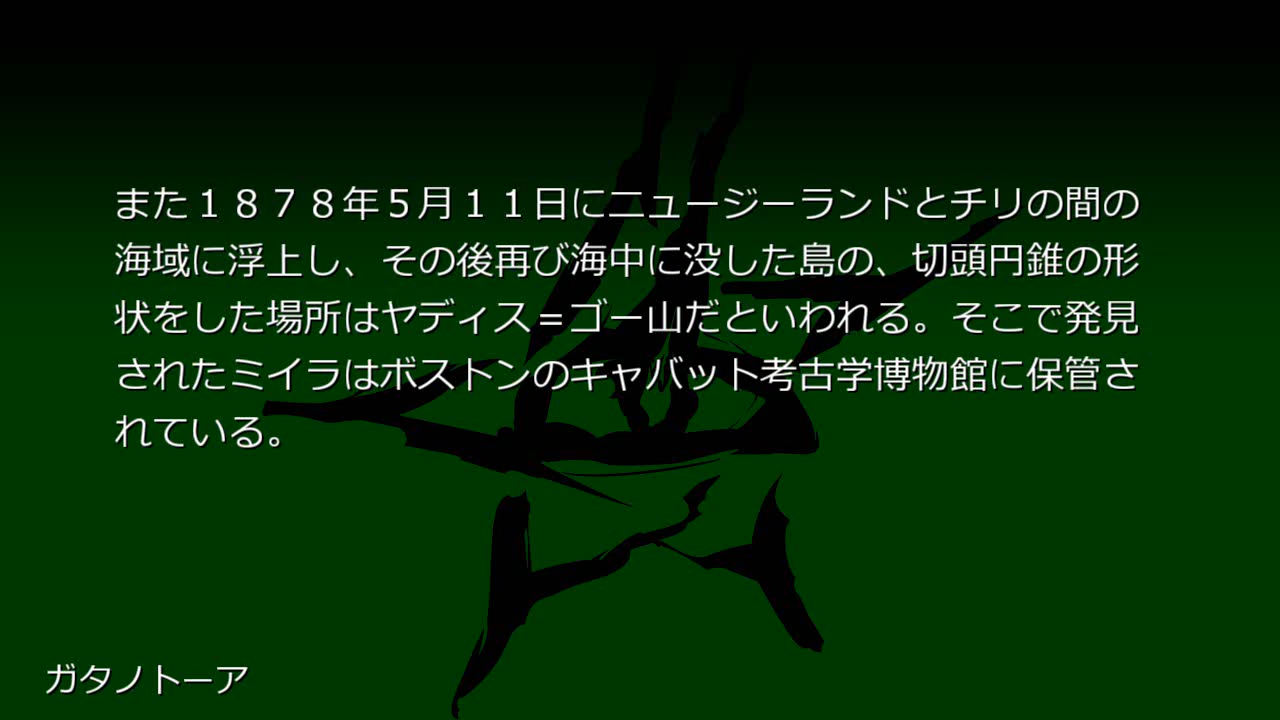 また１８７８年５月１１日にニュージーランドとチリの間の
海域に浮上し、その後再び海中に没した島の、切頭円錐の形
状をした場所はヤディス＝ゴー山だといわれる。そこで発見
されたミイラはボストンのキャバット考古学博物館に保管さ
れている。
ガタノトーア